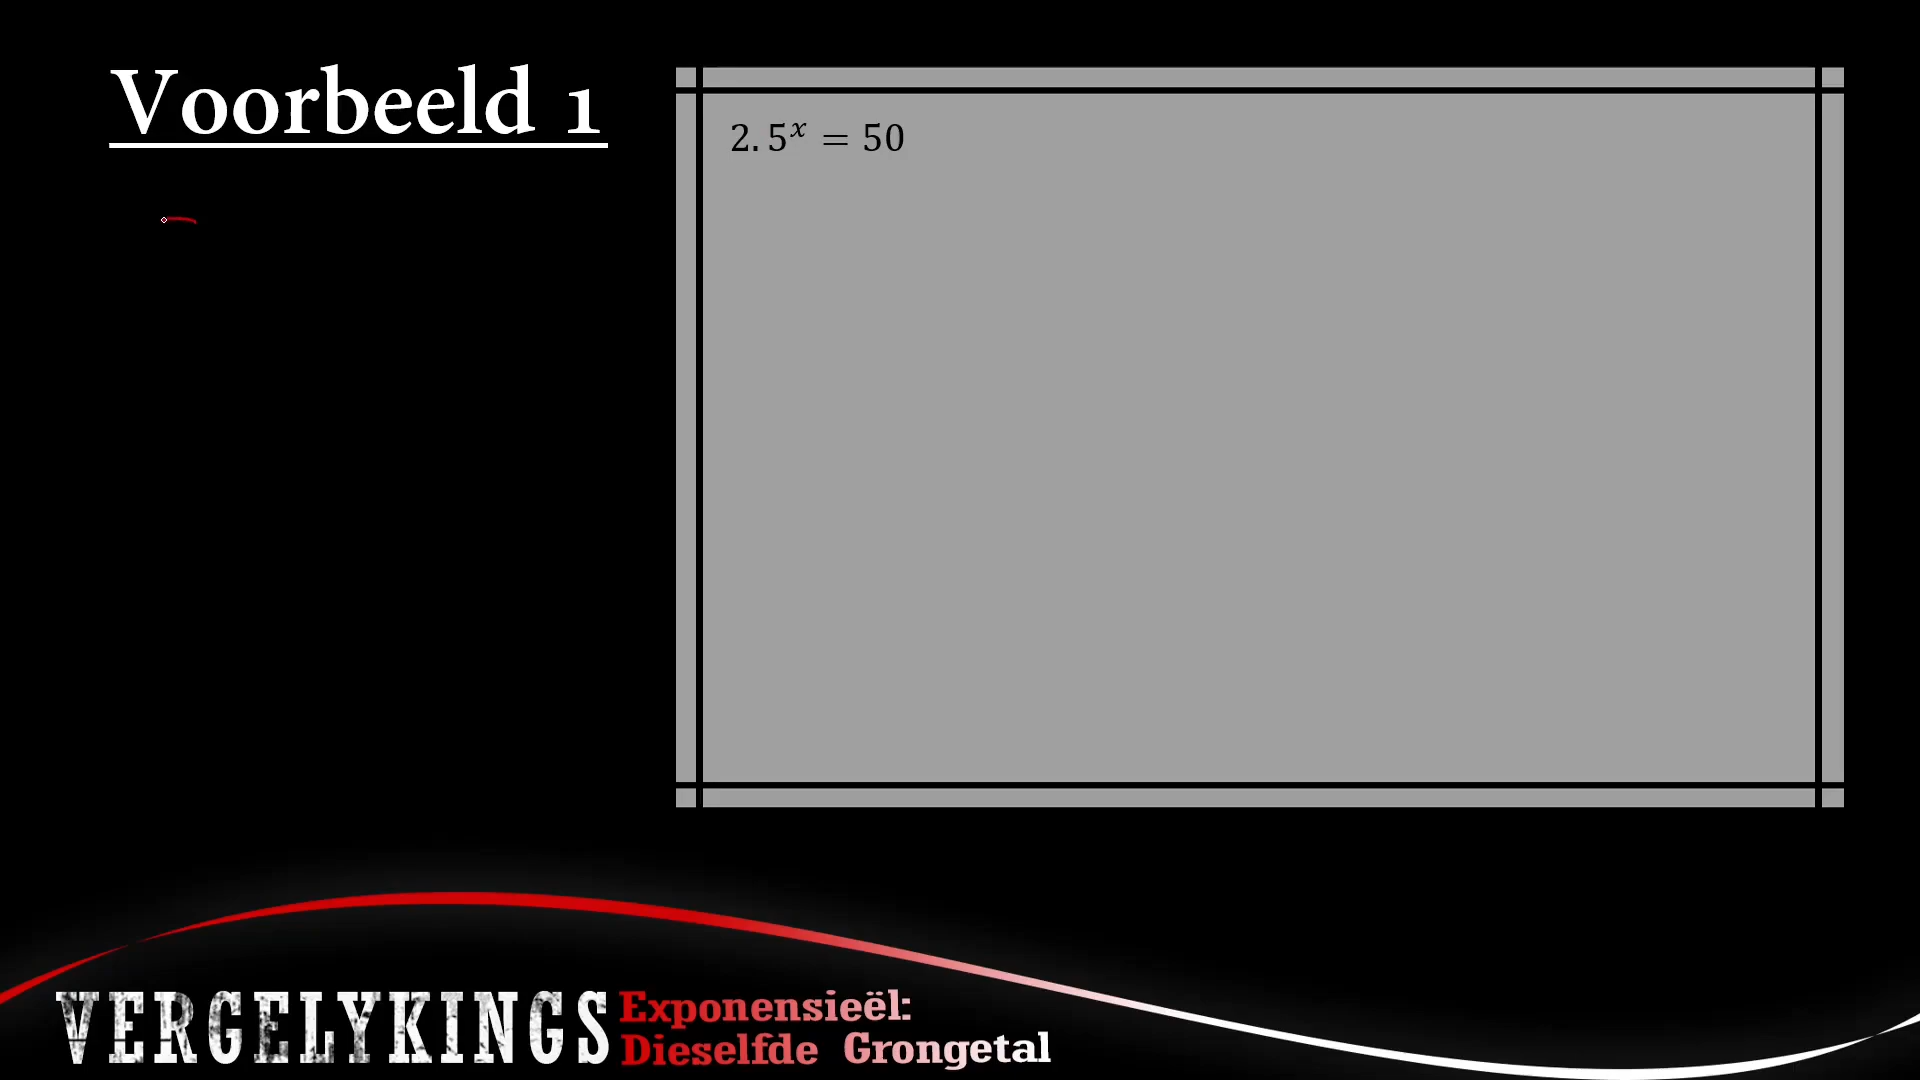 Voorbeeld 1
2. 5^x = 50
VERGELYKINGS
Exponensieël:
Dieselfde Grongetal